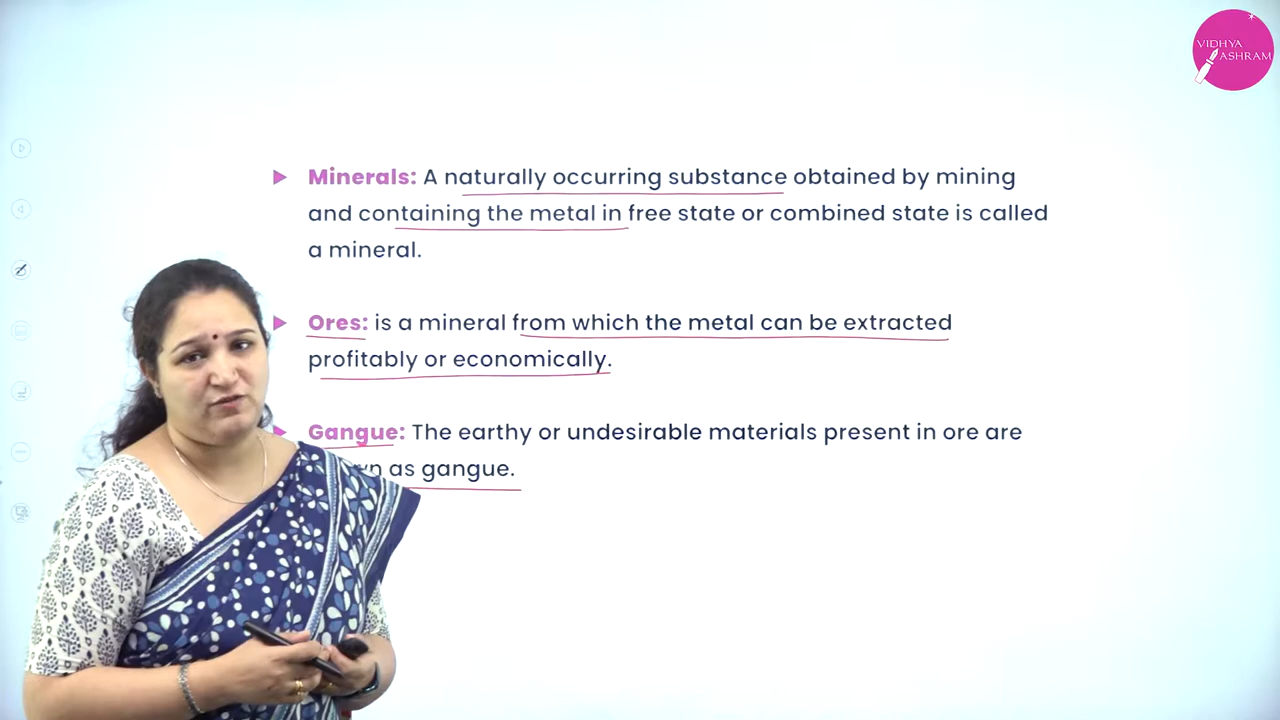 VIDHYA
ASHRAM
Minerals: A naturally occurring substance obtained by mining
and containing the metal in free state or combined state is called
a mineral.
Ores: is a mineral from which the metal can be extracted
profitably or economically.
Gangue: The earthy or undesirable materials present in ore are
as gangue.